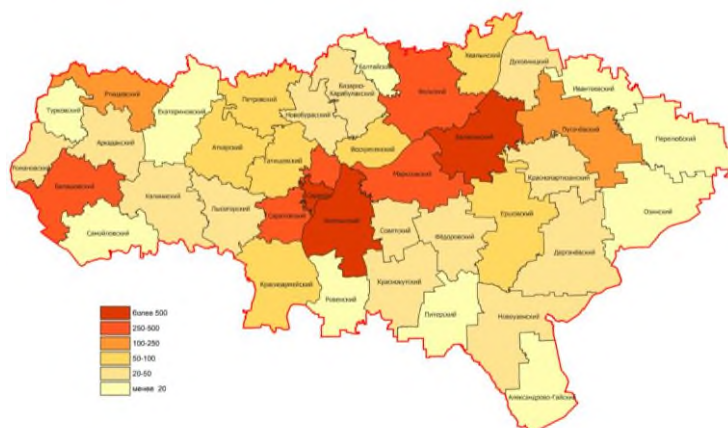 Хвалынский
Балтайский
Духовницкий
Базарно-
Карабулакский
Вольский
Ивантеевский
Ртищевский
Турковский
Екатериновский
Петровский
Новобурасский
Балаковский
Пугачёвский
Перелюбский
Аркадакский
Аткарский
Татищевский
Воскресенский
Краснопартизанский
Романовский
Балашовский
Марксовский
Калининский
Лысогорский
Саратов
Саратовский
Энгельсский
Советский
Фёдоровский
Ершовский
Озинский
Самойловский
Дергачёвский
Красноармейский
Ровенский
Краснокутский
Питерский
Новоузенский
Александрово-Гайский
более 500
250-500
100-250
50-100
20-50
менее 20